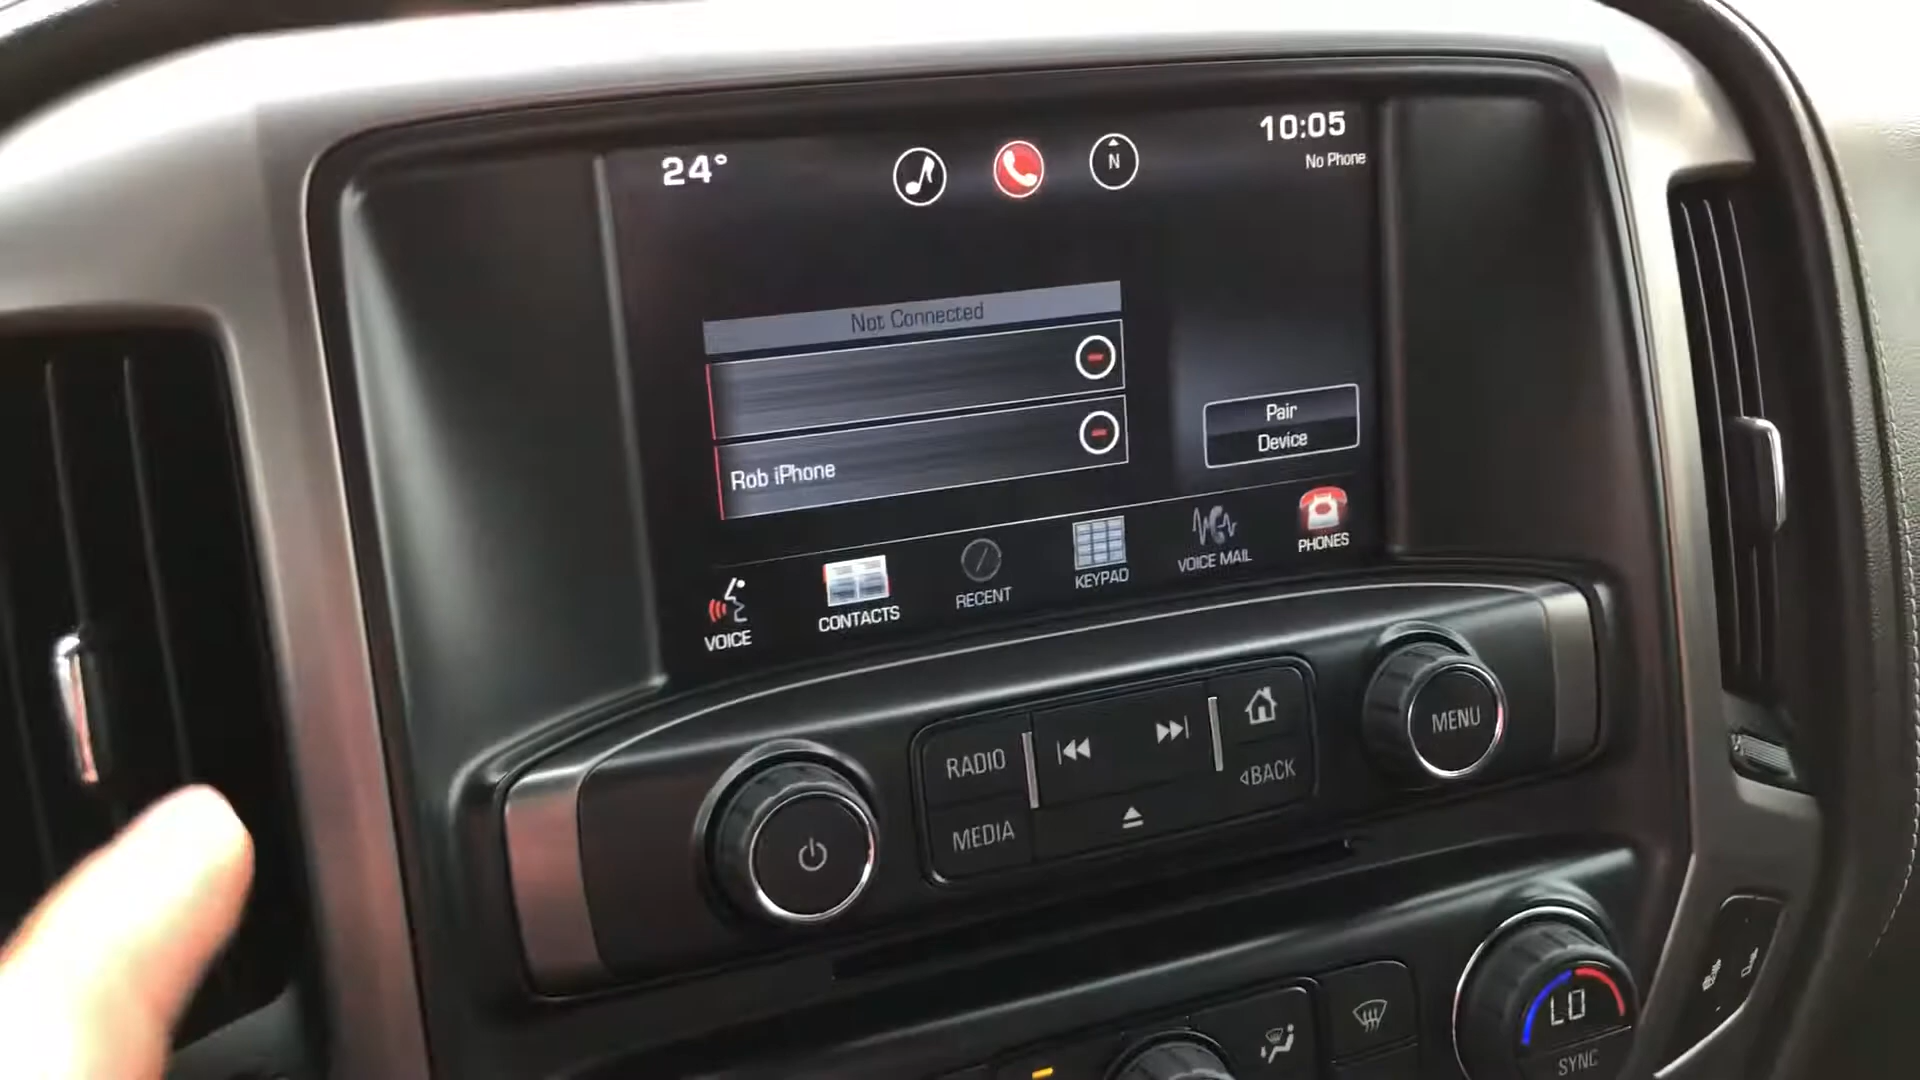 24°
N
10:05
No Phone
Not Connected
Rob iPhone
Pair
Device
VOICE
CONTACTS
RECENT
KEYPAD
VOICE MAIL
PHONES
RADIO
MEDIA
BACK
MENU
LO
SYNC